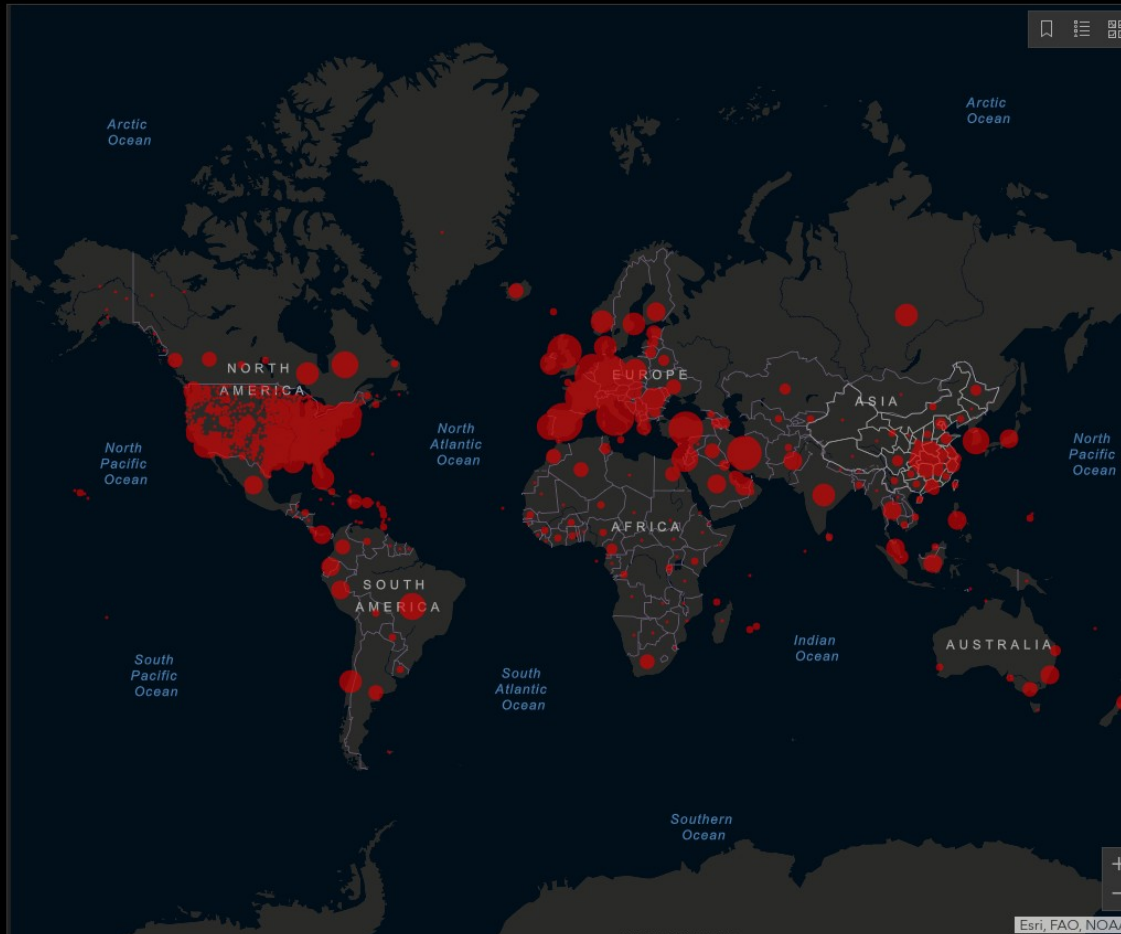 Arctic
Ocean
Arctic
Ocean
NORTH
AMERICA
EUROPE
ASIA
North
Pacific
Ocean
North
Atlantic
Ocean
North
Pacific
Ocean
AFRICA
SOUTH
AMERICA
Indian
Ocean
AUSTRALIA
South
Pacific
Ocean
South
Atlantic
Ocean
Southern
Ocean
Esri, FAO, NOAA